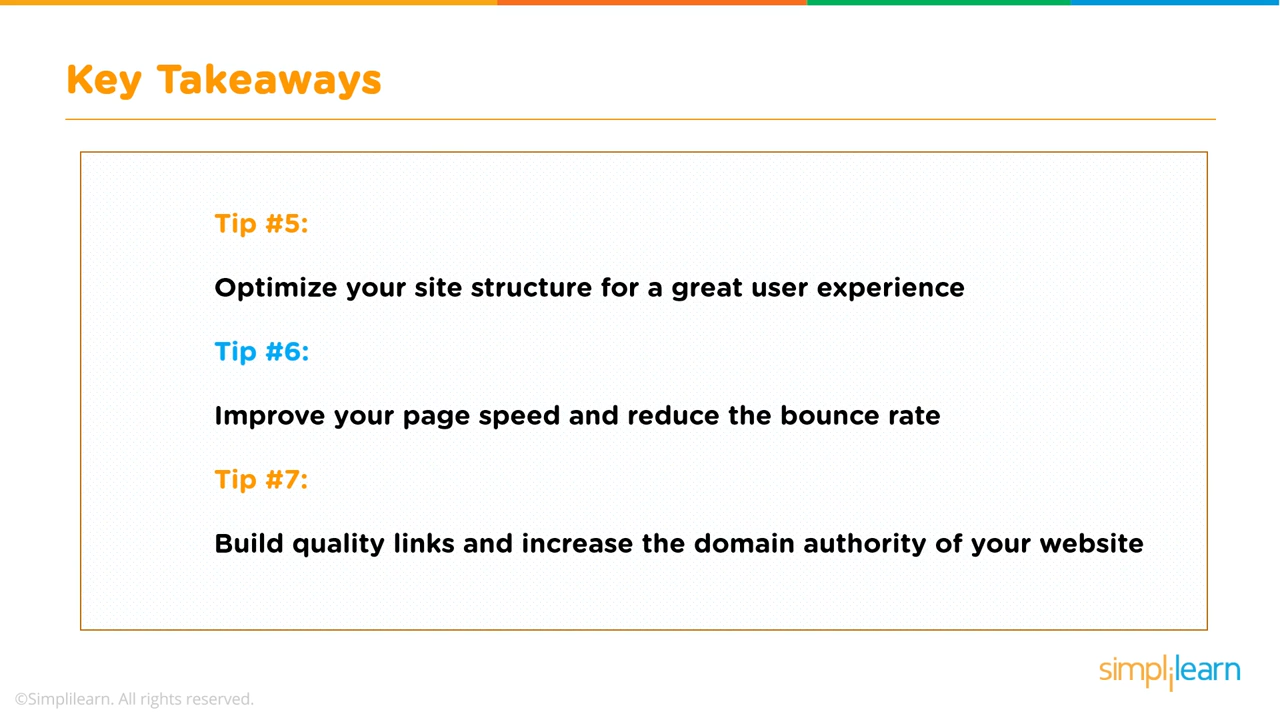 Key Takeaways
Tip #5:
Optimize your site structure for a great user experience
Tip #6:
Improve your page speed and reduce the bounce rate
Tip #7:
Build quality links and increase the domain authority of your website
simplilearn
©Simplilearn. All rights reserved.